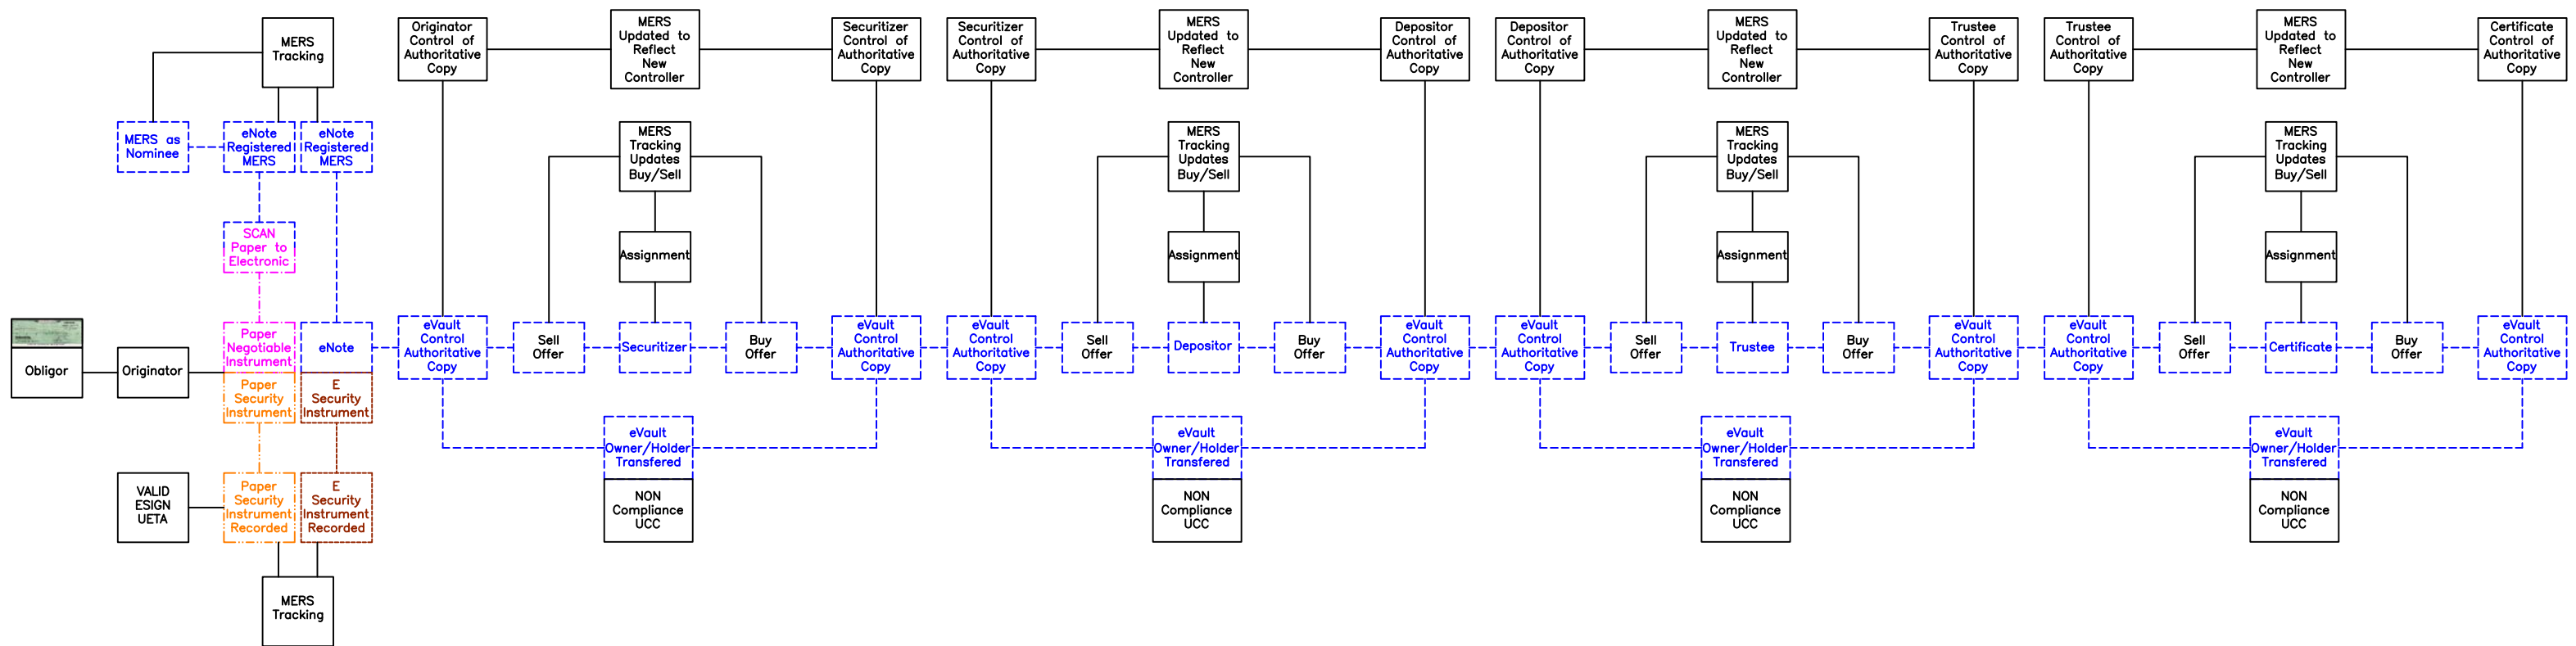 MERS
Tracking
Originator
Control of
Authoritative
Copy
MERS
Updated to
Reflect
New
Controller
Securitizer
Control of
Authoritative
Copy
Securitizer
Control of
Authoritative
Copy
MERS
Updated to
Reflect
New
Controller
Depositor
Control of
Authoritative
Copy
Depositor
Control of
Authoritative
Copy
MERS
Updated to
Reflect
New
Controller
Trustee
Control of
Authoritative
Copy
Trustee
Control of
Authoritative
Copy
MERS
Updated to
Reflect
New
Controller
Certificate
Control of
Authoritative
Copy
MERS as
Nominee
eNote
Registered
MERS
eNote
Registered
MERS
MERS
Tracking
Updates
Buy/Sell
MERS
Tracking
Updates
Buy/Sell
MERS
Tracking
Updates
Buy/Sell
MERS
Tracking
Updates
Buy/Sell
SCAN
Paper to
Electronic
Assignment
Assignment
Assignment
Assignment
Obligor
Originator
Paper
Negotiable
Instrument
eNote
eVault
Control
Authoritative
Copy
Sell
Offer
Securitizer
Buy
Offer
eVault
Control
Authoritative
Copy
eVault
Control
Authoritative
Copy
Sell
Offer
Depositor
Buy
Offer
eVault
Control
Authoritative
Copy
eVault
Control
Authoritative
Copy
Sell
Offer
Trustee
Buy
Offer
eVault
Control
Authoritative
Copy
eVault
Control
Authoritative
Copy
Sell
Offer
Certificate
Buy
Offer
eVault
Control
Authoritative
Copy
Paper
Security
Instrument
E
Security
Instrument
eVault
Owner/Holder
Transfered
eVault
Owner/Holder
Transfered
eVault
Owner/Holder
Transfered
eVault
Owner/Holder
Transfered
VALID
ESIGN
UETA
Paper
Security
Instrument
Recorded
E
Security
Instrument
Recorded
NON
Compliance
UCC
NON
Compliance
UCC
NON
Compliance
UCC
NON
Compliance
UCC
MERS
Tracking